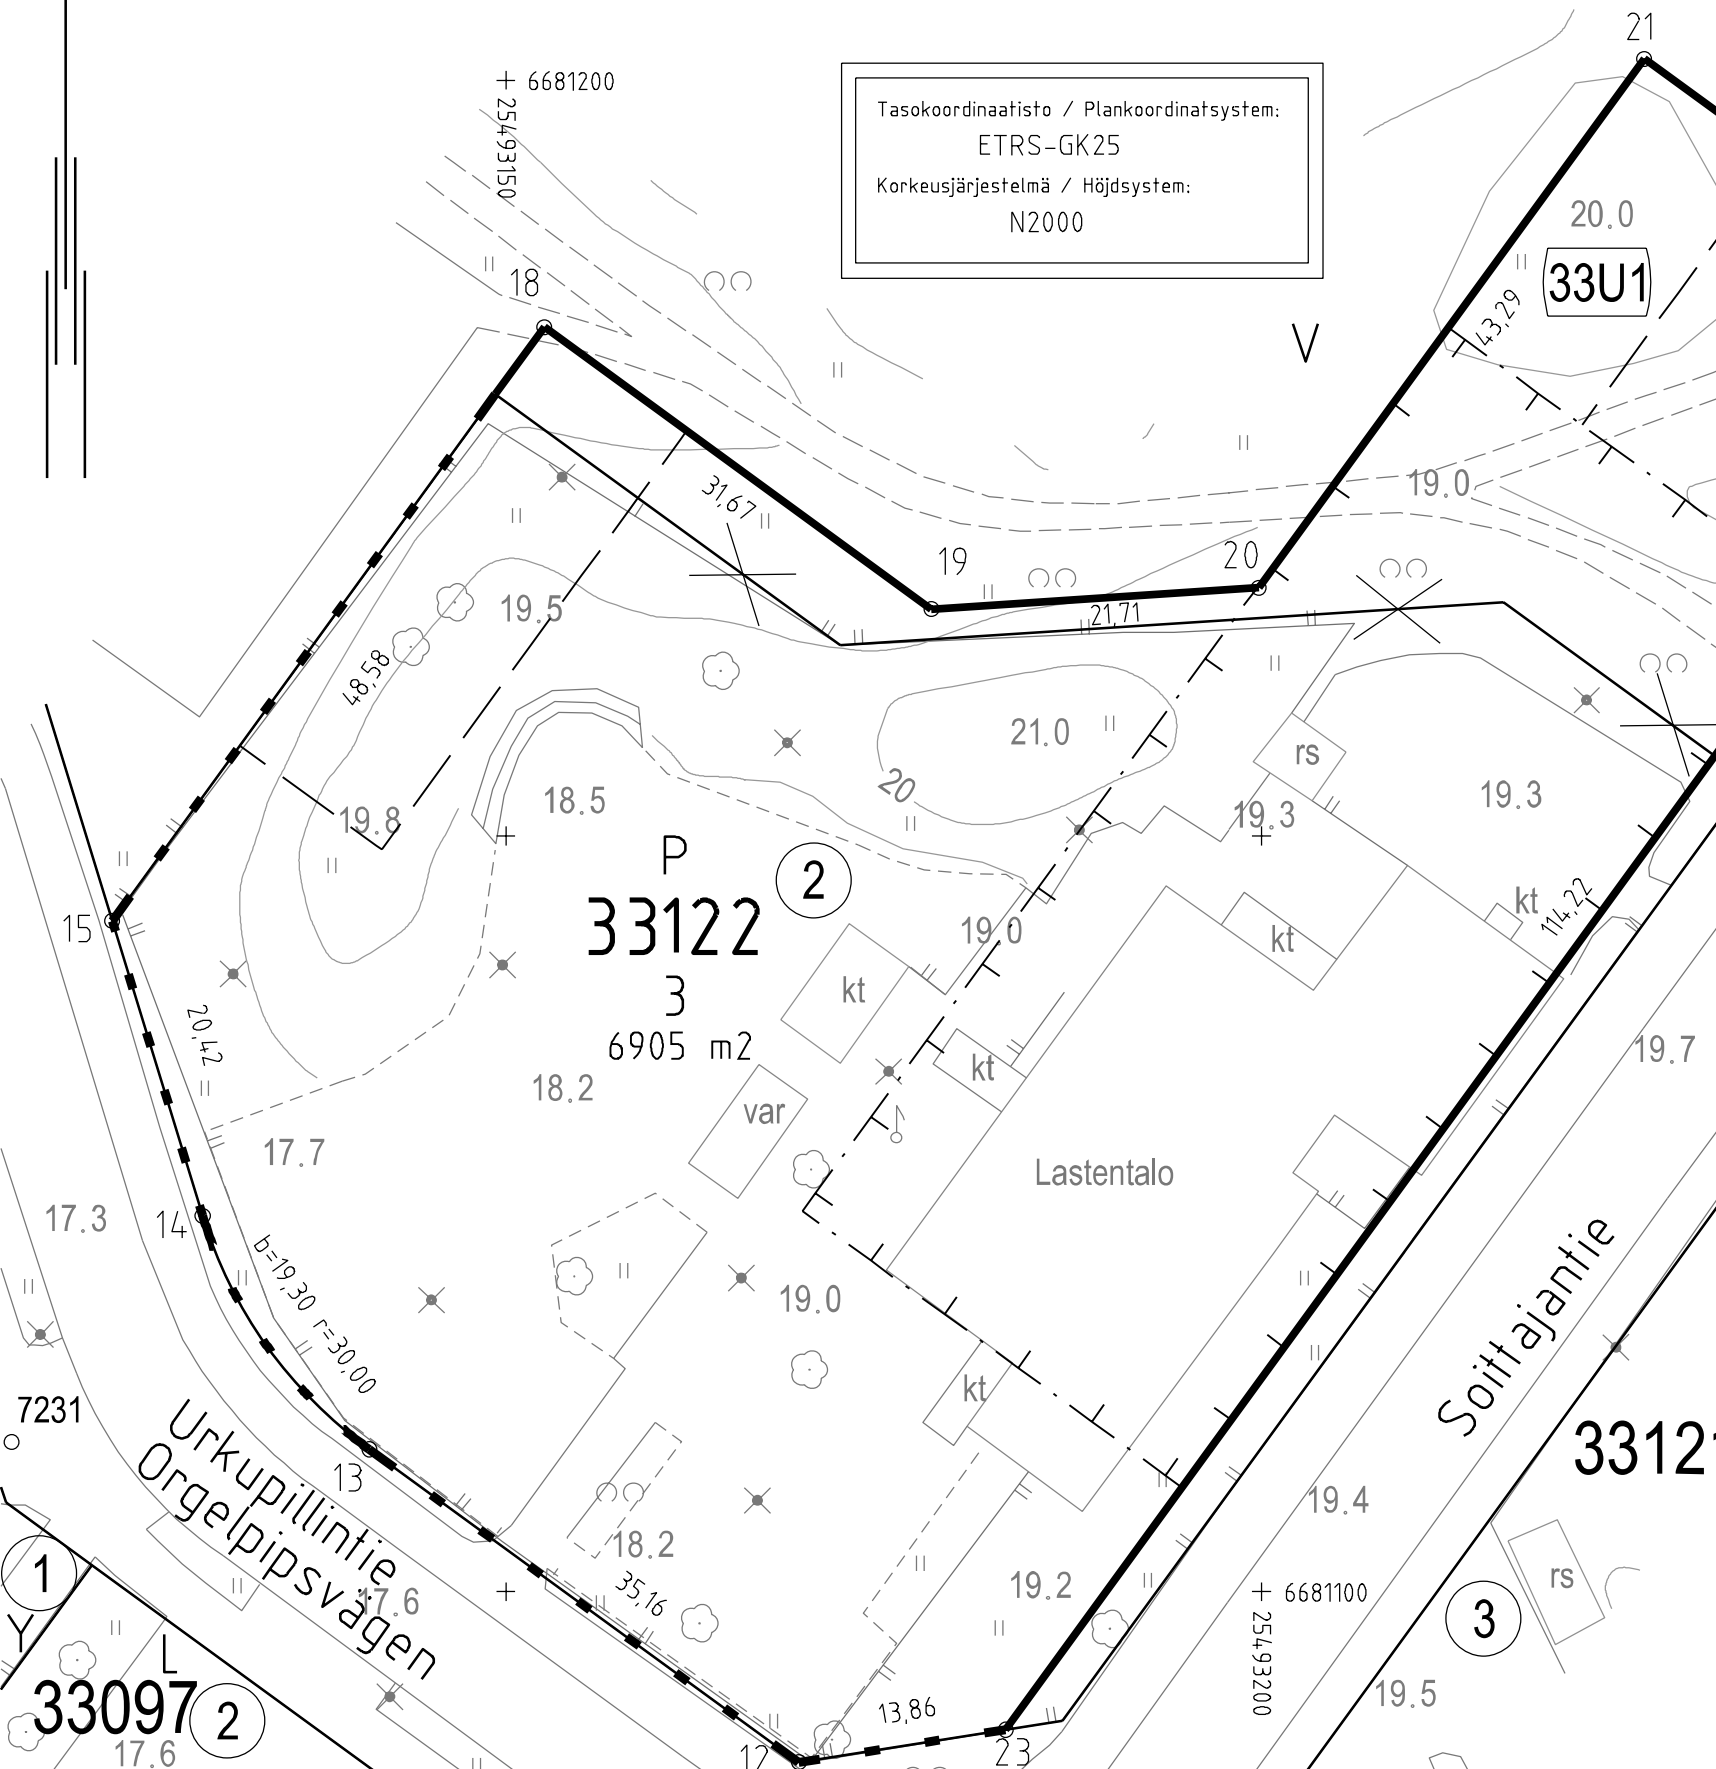 21
6681200
25493150
Tasokoordinaatisto / Plankoordinatsystem:
ETRS-GK25
Korkeusjärjestelmä / Höjdsystem:
N2000
20.0
18
33U1
43,29
V
31,67
19.0
19
20
21,71
19.5
48,58
21.0
rs
20
19.3
19.3
18.5
19.8
P
2
33122
3
6905 m2
15
19.0
kt
kt
kt
114,22
kt
kt
20,42
19.7
18.2
var
17.7
Lastentalo
17.3
14
b=19,30 r=30,00
19.0
Soittajantie
kt
7231
33121
Urkupillintie
Orgelpipsvägen
13
19.4
18.2
1
17.6
35,16
19.2
6681100
25493200
rs
3
Y
L
33097
2
17.6
13,86
19.5
12
23